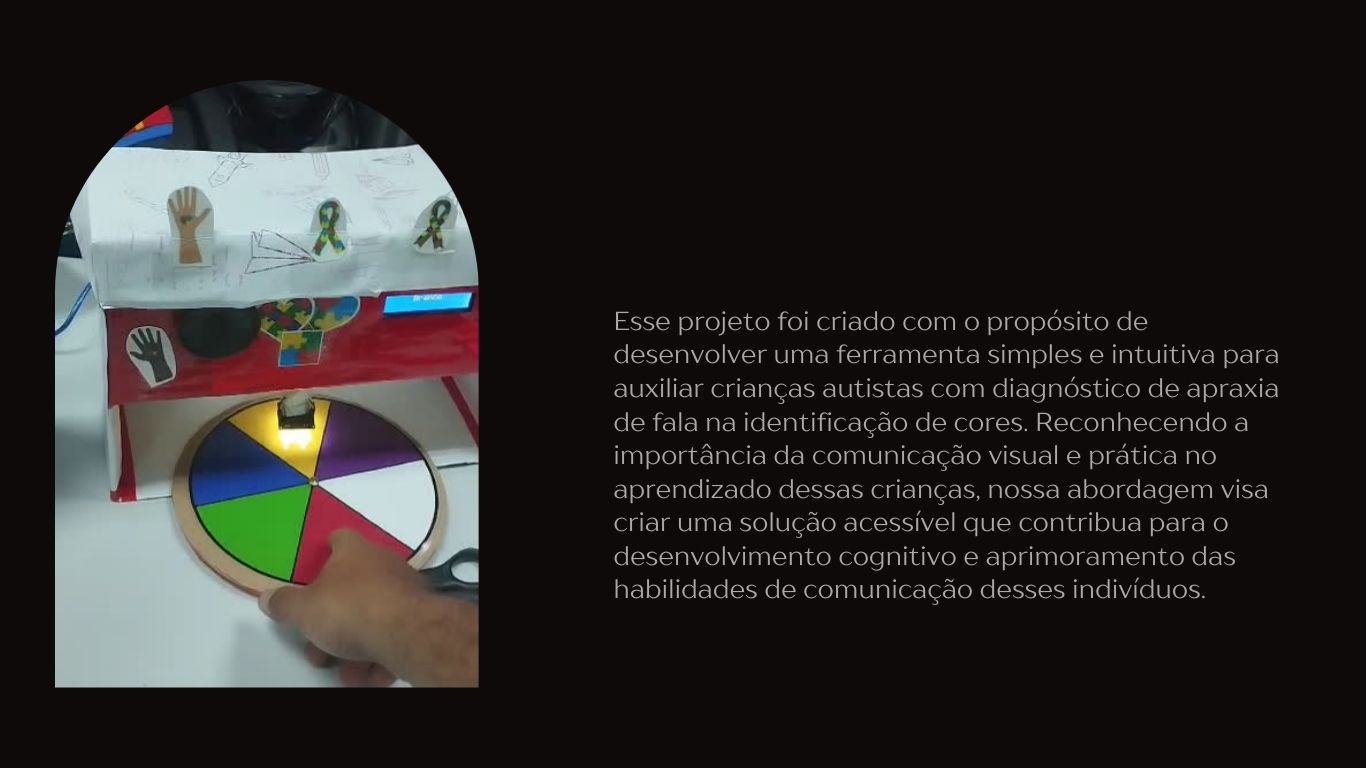 Branco
Esse projeto foi criado com o propósito de
desenvolver uma ferramenta simples e intuitiva para
auxiliar crianças autistas com diagnóstico de apraxia
de fala na identificação de cores. Reconhecendo a
importância da comunicação visual e prática no
aprendizado dessas crianças, nossa abordagem visa
criar uma solução acessível que contribua para o
desenvolvimento cognitivo e aprimoramento das
habilidades de comunicação desses indivíduos.